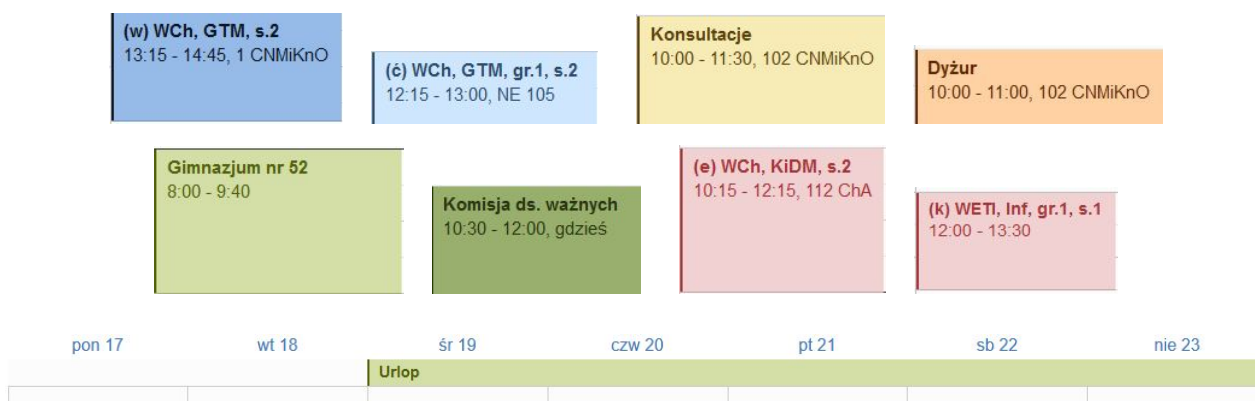 (w) WCh, GTM, s.2
13:15 - 14:45, 1 CNMiKnO
(ć) WCh, GTM, gr.1, s.2
12:15 - 13:00, NE 105
Konsultacje
10:00 - 11:30, 102 CNMiKnO
Dyżur
10:00 - 11:00, 102 CNMiKnO
Gimnazjum nr 52
8:00 - 9:40
Komisja ds. ważnych
10:30 - 12:00, gdzieś
(e) WCh, KiDM, s.2
10:15 - 12:15, 112 ChA
(k) WETI, Inf, gr.1, s.1
12:00 - 13:30
pon 17 wt 18 śr 19 czw 20 pt 21 sb 22 nie 23
Urlop